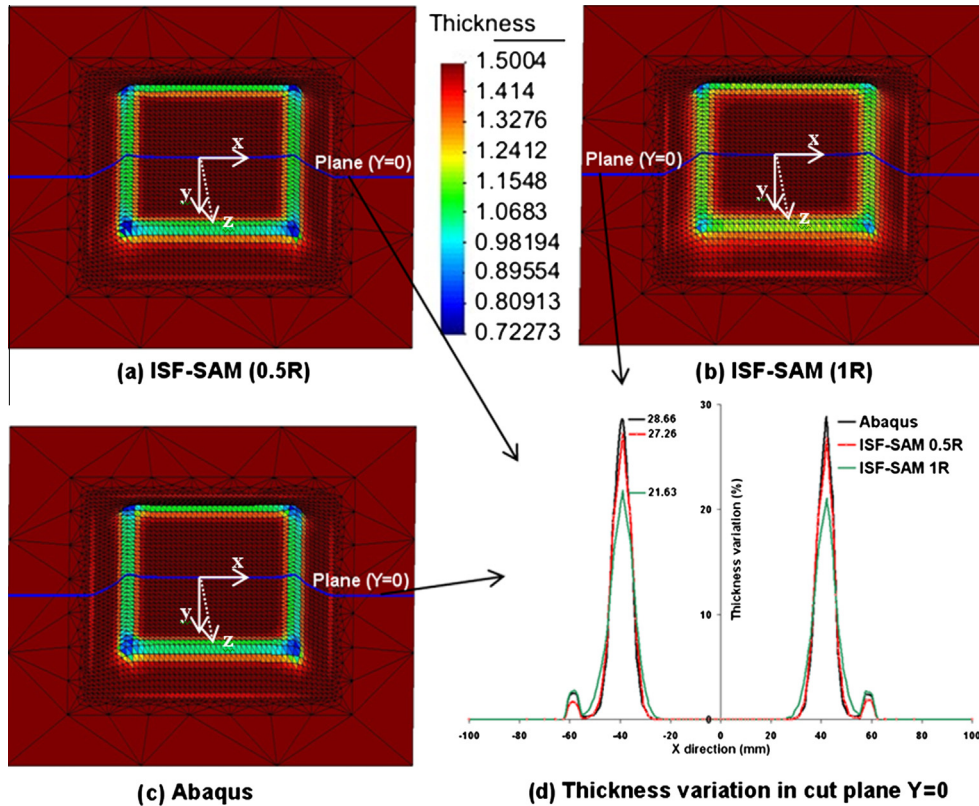 Thickness
1.5004
1.414
1.3276
1.2412
1.1548
1.0683
0.98194
0.89554
0.80913
0.72273
x
y
z
Plane (Y=0)
(a) ISF-SAM (0.5R)
Plane (Y=0)
x
y
z
(b) ISF-SAM (1R)
x
y
z
Plane (Y=0)
(c) Abaqus
28.66
27.26
21.63
Abaqus
ISF-SAM 0.5R
ISF-SAM 1R
Thickness variation (%)
30
20
10
0
-100 -80 -60 -40 -20 0 20 40 60 80 100
X direction (mm)
(d) Thickness variation in cut plane Y=0